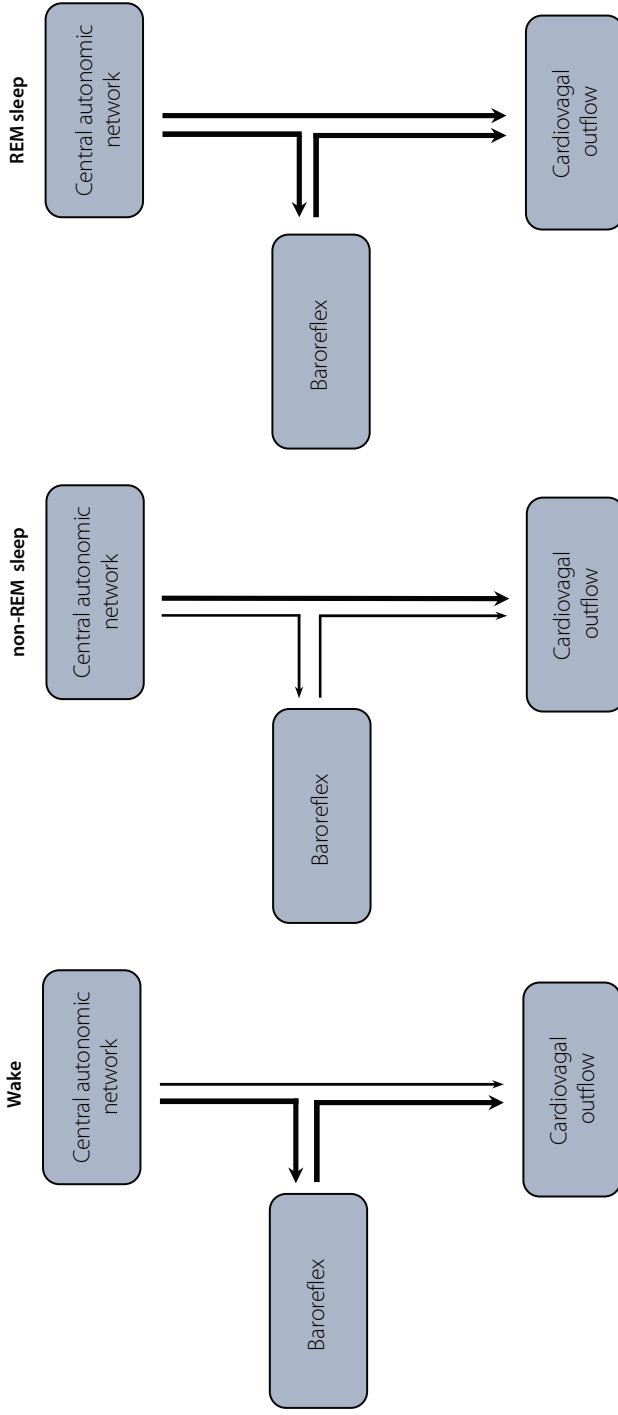 Wake
Central autonomic
network
Baroreflex
Cardiovagal
outflow
non-REM sleep
Central autonomic
network
Baroreflex
Cardiovagal
outflow
REM sleep
Central autonomic
network
Baroreflex
Cardiovagal
outflow